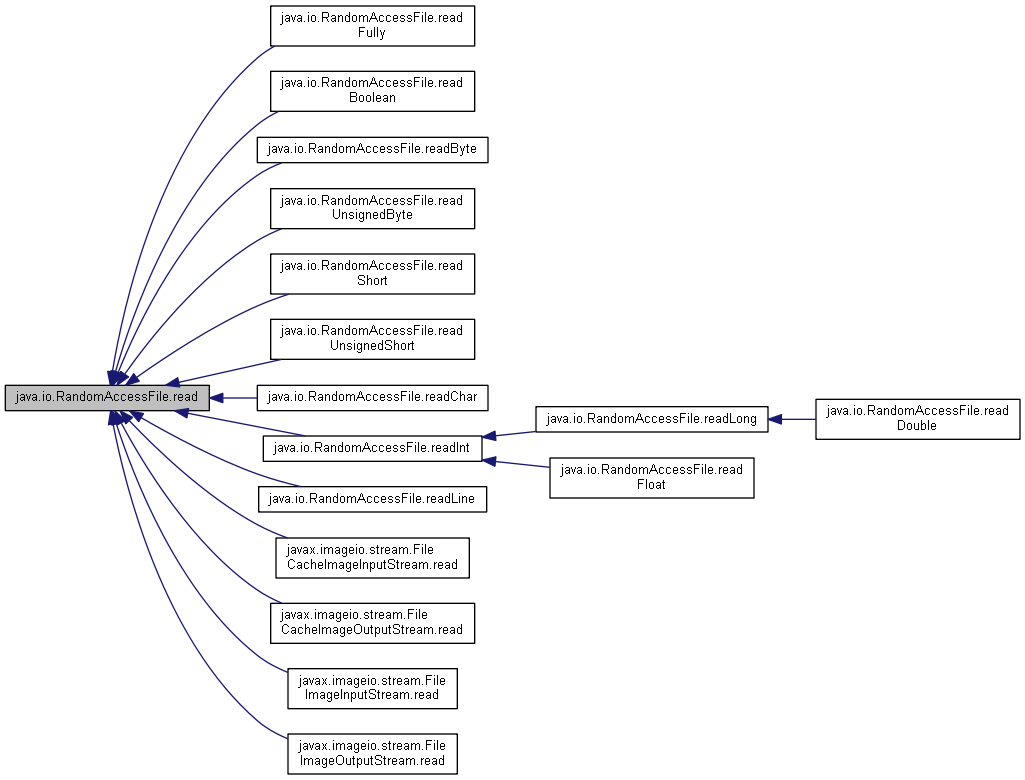 java.io.RandomAccessFile.read
Fully
java.io.RandomAccessFile.read
Boolean
java.io.RandomAccessFile.readByte
java.io.RandomAccessFile.read
UnsignedByte
java.io.RandomAccessFile.read
Short
java.io.RandomAccessFile.read
UnsignedShort
java.io.RandomAccessFile.read
java.io.RandomAccessFile.readChar
java.io.RandomAccessFile.readInt
java.io.RandomAccessFile.readLong
java.io.RandomAccessFile.read
Double
java.io.RandomAccessFile.read
Float
java.io.RandomAccessFile.readLine
javax.imageio.stream.File
CacheImageInputStream.read
javax.imageio.stream.File
CacheImageOutputStream.read
javax.imageio.stream.File
ImageInputStream.read
javax.imageio.stream.File
ImageOutputStream.read